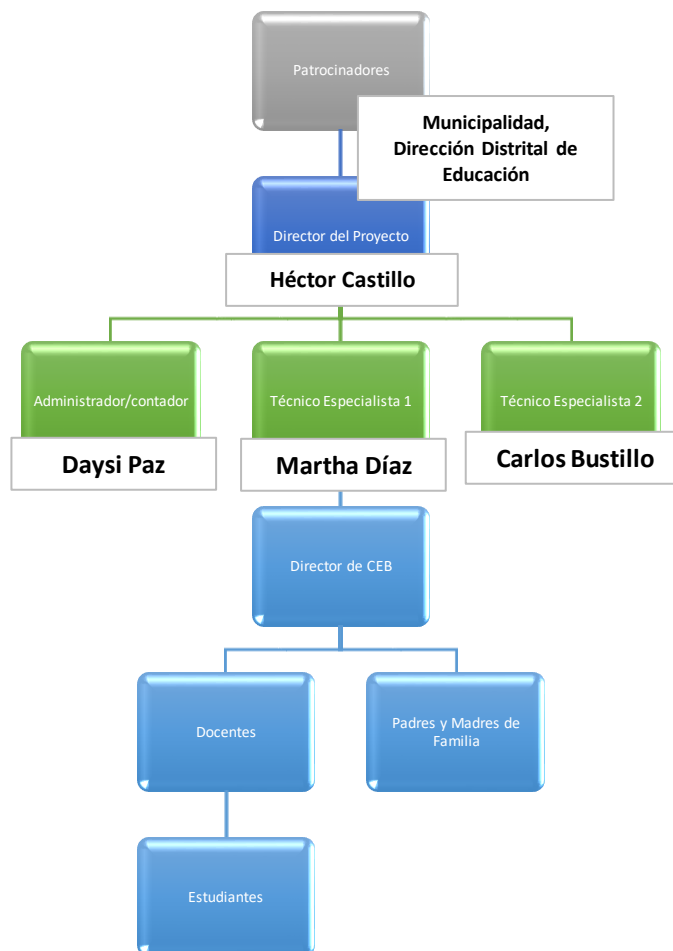 Patrocinadores
Municipalidad,
Dirección Distrital de
Educación
Director del Proyecto
Héctor Castillo
Administrador/contador
Técnico Especialista 1
Técnico Especialista 2
Daysi Paz
Martha Díaz
Carlos Bustillo
Director de CEB
Docentes
Padres y Madres de
Familia
Estudiantes